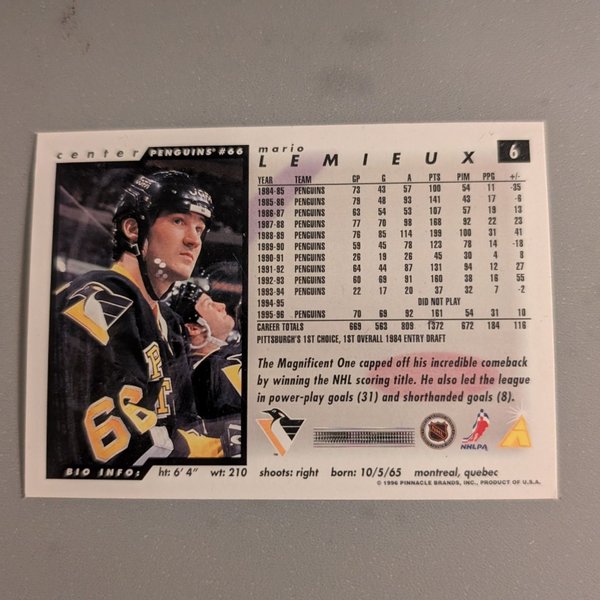 center PENGUINS® #66
mario 6
LEMIEUX
YEAR TEAM GP G A PTS PIM PPG +/-
1984-85 PENGUINS 73 43 57 100 54 11 -35
1985-86 PENGUINS 79 48 93 141 43 17 -6
1986-87 PENGUINS 63 54 53 107 57 19 13
1987-88 PENGUINS 77 70 98 168 92 22 23
1988-89 PENGUINS 76 85 114 199 100 31 41
1989-90 PENGUINS 59 45 78 123 78 14 -18
1990-91 PENGUINS 26 19 26 45 30 4 8
1991-92 PENGUINS 64 44 87 131 94 12 27
1992-93 PENGUINS 60 69 91 160 38 16 55
1993-94 PENGUINS 22 17 20 37 32 7 -2
1994-95 DID NOT PLAY
1995-96 PENGUINS 70 69 92 161 54 31 10
CAREER TOTALS 669 563 809 1372 672 184 116
PITTSBURGH'S 1ST CHOICE, 1ST OVERALL 1984 ENTRY DRAFT
The Magnificent One capped off his incredible comeback
by winning the NHL scoring title. He also led the league
in power-play goals (31) and shorthanded goals (8).
66
NHL
NHLPA
BIO INFO: ht: 6' 4" wt: 210 shoots: right born: 10/5/65 montreal, quebec
© 1996 PINNACLE BRANDS, INC., PRODUCT OF U.S.A.